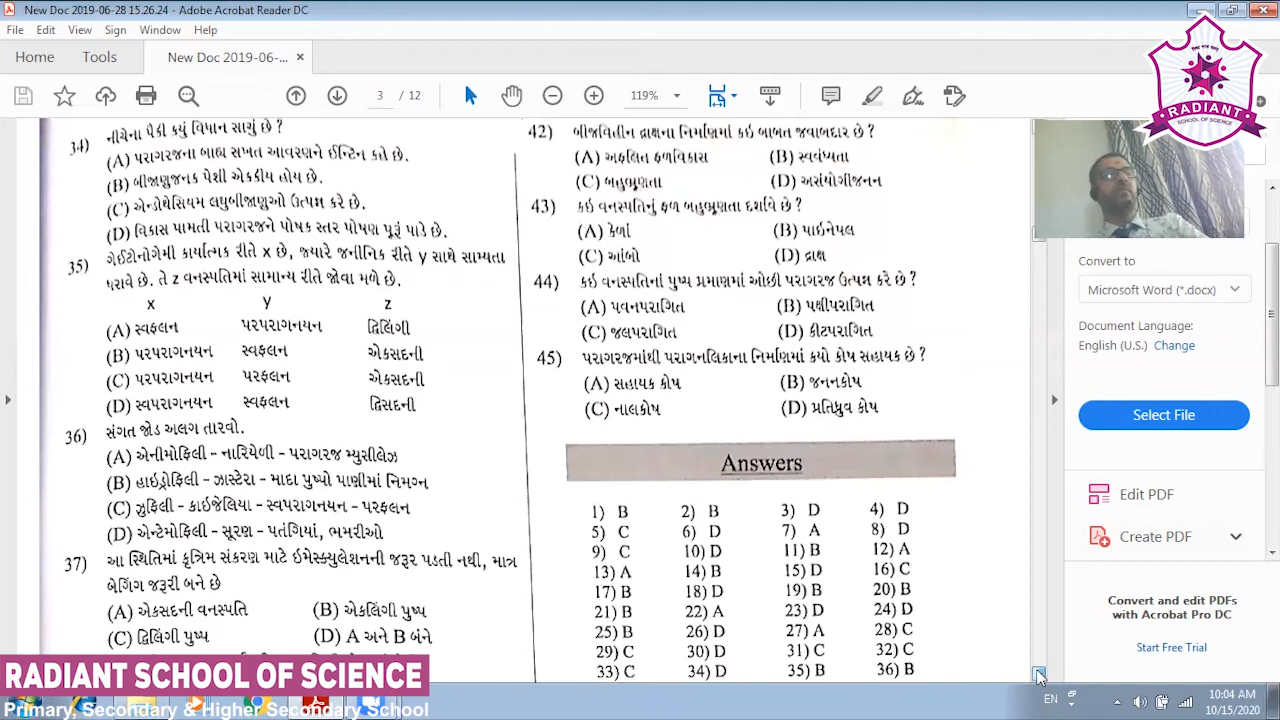 New Doc 2019-06-28 15.26.24 - Adobe Acrobat Reader DC
File Edit View Sign Window Help
Home Tools New Doc 2019-06-... ×
3 / 12
119%
RADIANT
SCHOOL OF SCIENCE
34) નીચેના પૈકી કયું વિધાન સાચું છે ?
(A) પરાગરજના બાહ્ય સખત આવરણને ઈન્ટિન કહે છે.
(B) બીજાણુજનક પેશી એકકીય હોય છે.
(C) એન્ડોથેસિયમ લઘુબીજાણુઓ ઉત્પન્ન કરે છે.
(D) વિકાસ પામતી પરાગરજને પોષક સ્તર પોષણ પૂરૂં પાડે છે.
35) ગેઈટોનોગેમી કાર્યાત્મક રીતે x છે, જ્યારે જનીનિક રીતે y સાથે સામ્યતા
ધરાવે છે. તે z વનસ્પતિમાં સામાન્ય રીતે જોવા મળે છે.
x y z
(A) સ્વફલન પરપરાગનયન દ્વિલિંગી
(B) પરપરાગનયન સ્વફલન એકસદની
(C) પરપરાગનયન પરફલન એકસદની
(D) સ્વપરાગનયન સ્વફલન દ્વિસદની
36) સંગત જોડ અલગ તારવો.
(A) એનીમોફિલી - નારિયેળી - પરાગરજ મ્યુસીલેઝ
(B) હાઇડ્રોફિલી - ઝાસ્ટેરા - માદા પુષ્પો પાણીમાં નિમગ્ન
(C) ઝુફિલી - કાઇજેલિયા - સ્વપરાગનયન - પરફલન
(D) એન્ટેમોફિલી - સૂરણ - પતંગિયાં, ભમરીઓ
37) આ સ્થિતિમાં કૃત્રિમ સંકરણ માટે ઇમેસ્ક્યુલેશનની જરૂર પડતી નથી, માત્ર
બેગિંગ જરૂરી બને છે
(A) એકસદની વનસ્પતિ (B) એકલિંગી પુષ્પ
(C) દ્વિલિંગી પુષ્પ (D) A અને B બંને
42) બીજવિહીન દ્રાક્ષના નિર્માણમાં કઇ બાબત જવાબદાર છે ?
(A) અફલિત ફળવિકાસ (B) સ્વવંધ્યતા
(C) બહુભ્રૂણતા (D) અસંયોગીજનન
43) કઇ વનસ્પતિનું ફળ બહુભ્રૂણતા દર્શાવે છે ?
(A) કેળાં (B) પાઇનેપલ
(C) આંબો (D) દ્રાક્ષ
44) કઇ વનસ્પતિનાં પુષ્પ પ્રમાણમાં ઓછી પરાગરજ ઉત્પન્ન કરે છે ?
(A) પવનપરાગિત (B) પક્ષીપરાગિત
(C) જલપરાગિત (D) કીટપરાગિત
45) પરાગરજમાંથી પરાગનલિકાના નિર્માણમાં કયો કોષ સહાયક છે ?
(A) સહાયક કોષ (B) જનનકોષ
(C) નાલકોષ (D) પ્રતિધ્રુવ કોષ
Answers
1) B 2) B 3) D 4) D
5) C 6) D 7) A 8) D
9) C 10) D 11) B 12) A
13) A 14) B 15) D 16) C
17) B 18) D 19) B 20) B
21) B 22) A 23) D 24) D
25) B 26) D 27) A 28) C
29) C 30) D 31) C 32) C
33) C 34) D 35) B 36) B
Convert to
Microsoft Word (*.docx)
Document Language:
English (U.S.) Change
Select File
Edit PDF
Create PDF
Convert and edit PDFs
with Acrobat Pro DC
Start Free Trial
RADIANT SCHOOL OF SCIENCE
Primary, Secondary & Higher Secondary School
EN
10:04 AM
10/15/2020